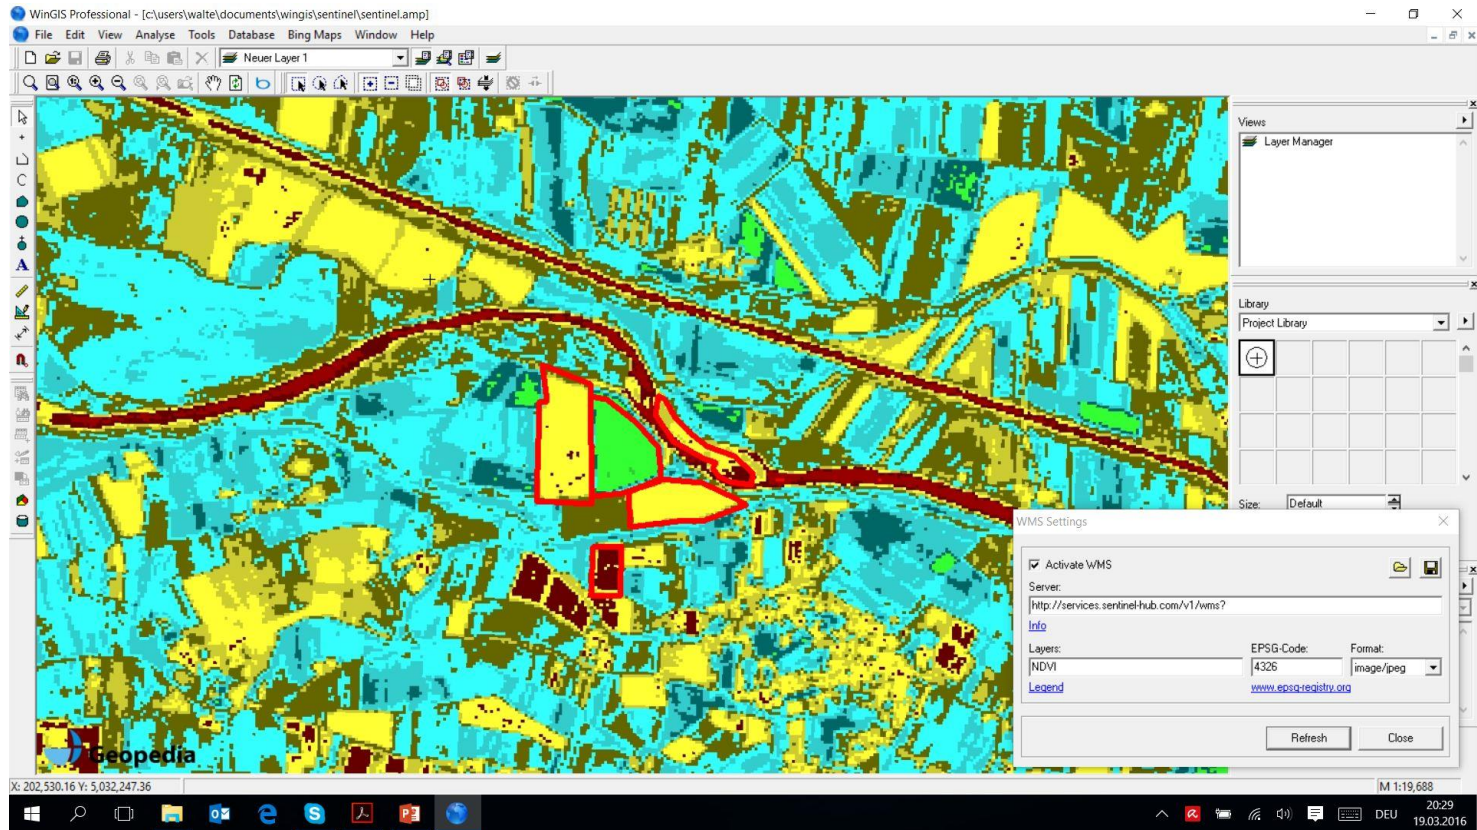 WinGIS Professional - [c:\users\walte\documents\wingis\sentinel\sentinel.amp]
File Edit View Analyse Tools Database Bing Maps Window Help
Neuer Layer 1
Views
Layer Manager
Library
Project Library
Size: Default
WMS Settings
Activate WMS
Server:
http://services.sentinel-hub.com/v1/wms?
Info
Layers: EPSG-Code: Format:
NDVI 4326 image/jpeg
Legend www.epsg-registry.org
Refresh Close
Geopedia
X: 202,530.16 Y: 5,032,247.36 M 1:19,688
DEU 20:29
19.03.2016